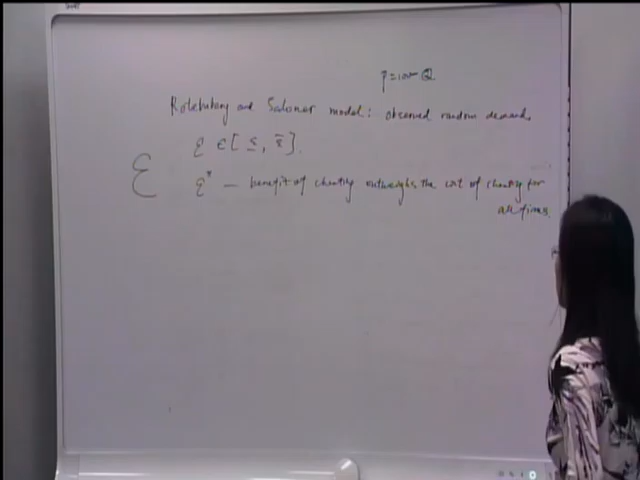 P=100-Q
Rotemberg and Saloner model: observed random demand.
ε ∈ [ε, ε̄].
ε
ε* — benefit of cheating outweighs the cost of cheating for
all firms.